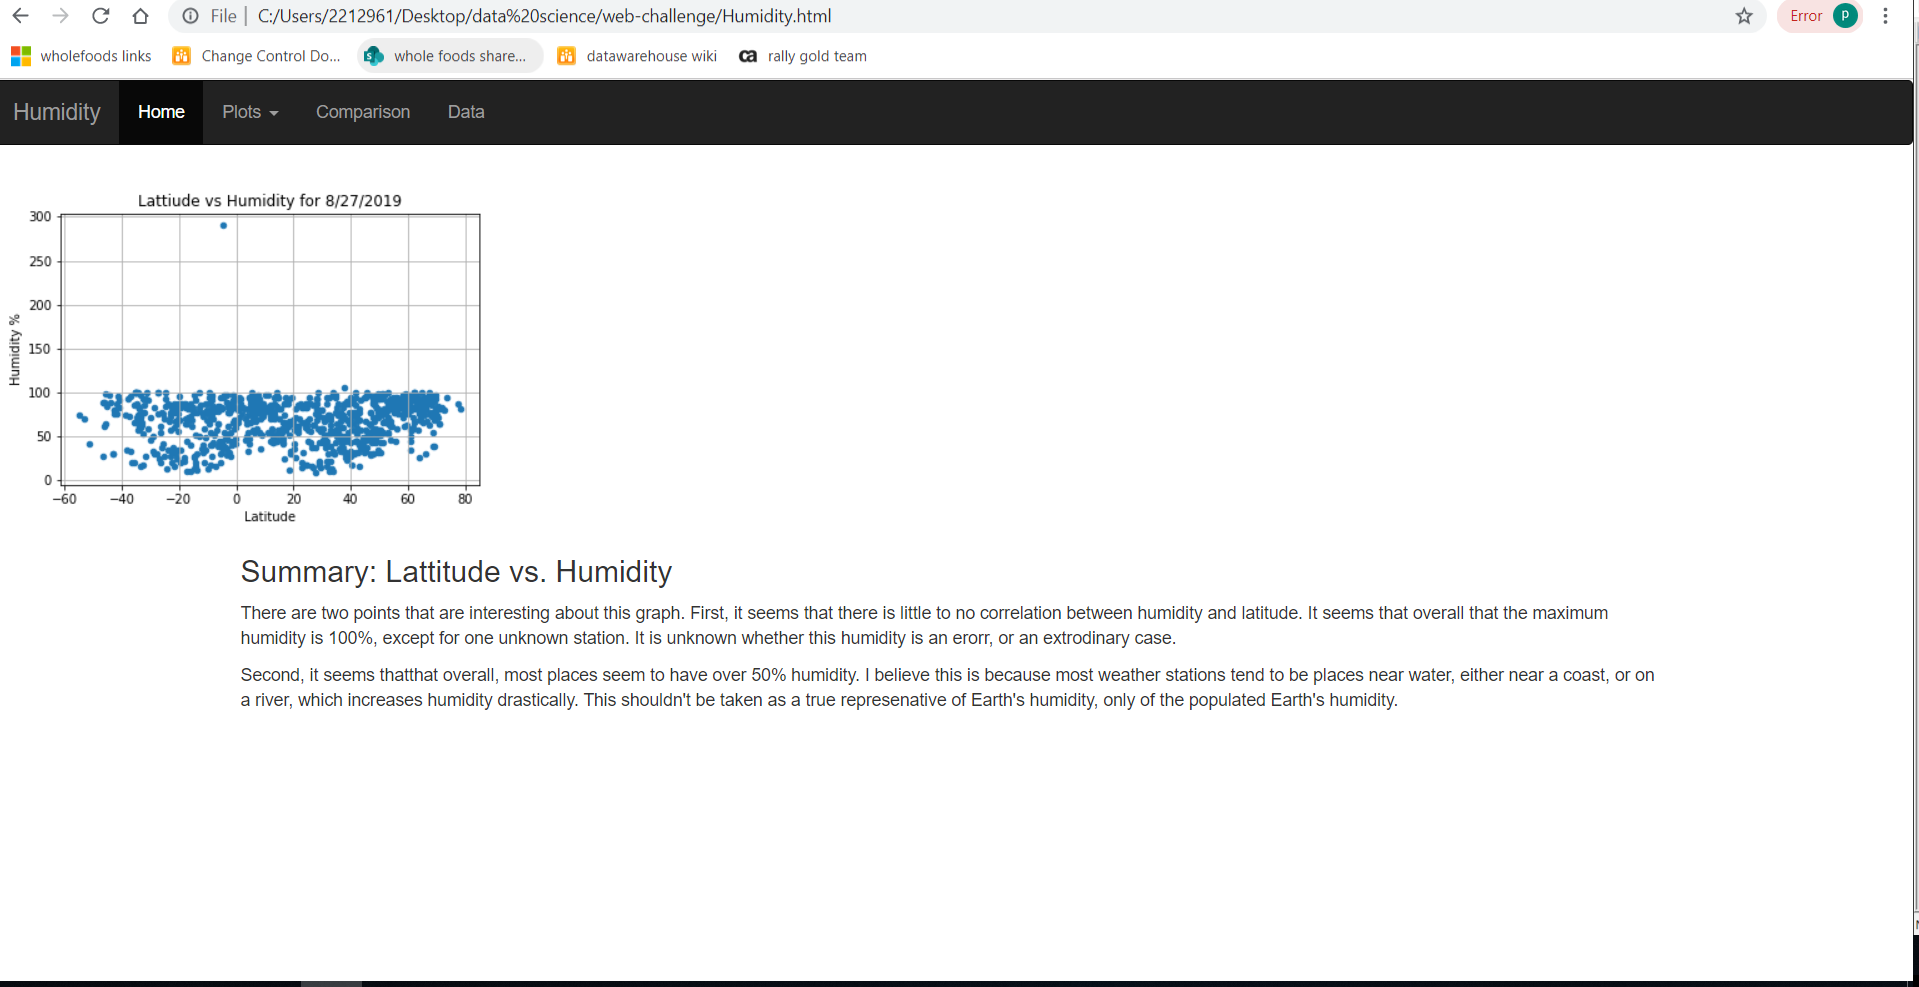 File | C:/Users/2212961/Desktop/data%20science/web-challenge/Humidity.html Error P
wholefoods links Change Control Do... whole foods share... datawarehouse wiki ca rally gold team
Humidity Home Plots Comparison Data
Lattiude vs Humidity for 8/27/2019
300
250
200
150
100
50
0
Humidity %
−60 −40 −20 0 20 40 60 80
Latitude
Summary: Lattitude vs. Humidity
There are two points that are interesting about this graph. First, it seems that there is little to no correlation between humidity and latitude. It seems that overall that the maximum
humidity is 100%, except for one unknown station. It is unknown whether this humidity is an erorr, or an extrodinary case.
Second, it seems thatthat overall, most places seem to have over 50% humidity. I believe this is because most weather stations tend to be places near water, either near a coast, or on
a river, which increases humidity drastically. This shouldn't be taken as a true represenative of Earth's humidity, only of the populated Earth's humidity.